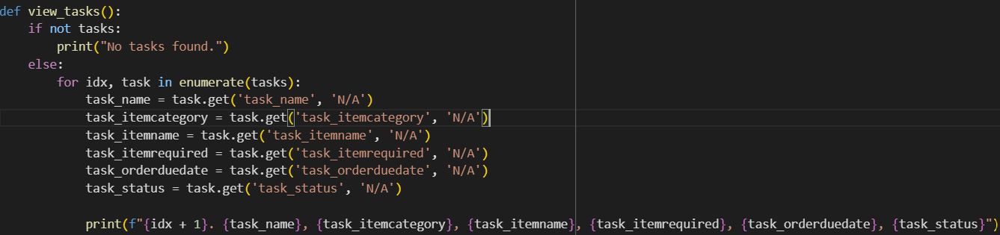 def view_tasks():
    if not tasks:
        print("No tasks found.")
    else:
        for idx, task in enumerate(tasks):
            task_name = task.get('task_name', 'N/A')
            task_itemcategory = task.get('task_itemcategory', 'N/A')
            task_itemname = task.get('task_itemname', 'N/A')
            task_itemrequired = task.get('task_itemrequired', 'N/A')
            task_orderduedate = task.get('task_orderduedate', 'N/A')
            task_status = task.get('task_status', 'N/A')
            print(f"{idx + 1}. {task_name}, {task_itemcategory}, {task_itemname}, {task_itemrequired}, {task_orderduedate}, {task_status}")